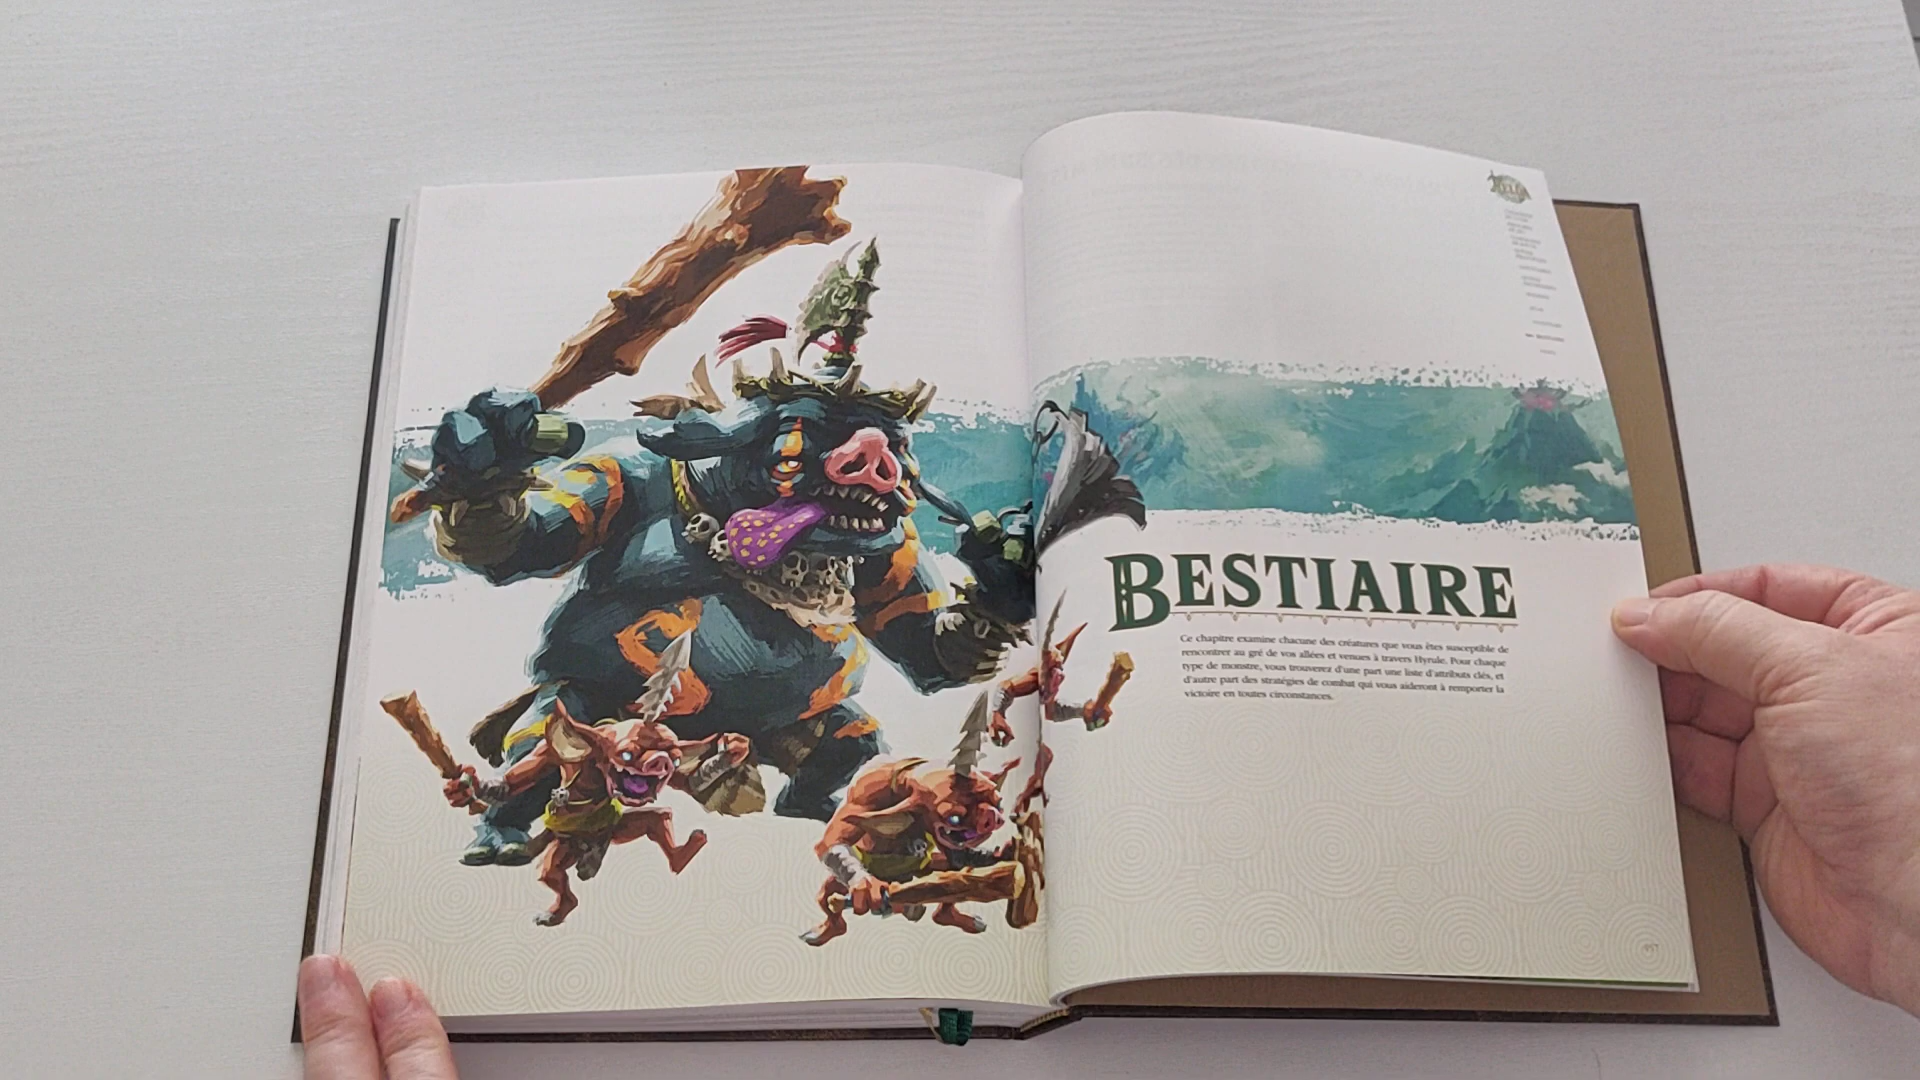 BESTIAIRE
Ce chapitre examine chacune des créatures que vous êtes susceptible de
rencontrer au gré de vos allées et venues à travers Hyrule. Pour chaque
type de monstre, vous trouverez d'une part une liste d'attributs clés, et
d'autre part des stratégies de combat qui vous aideront à remporter la
victoire en toutes circonstances.